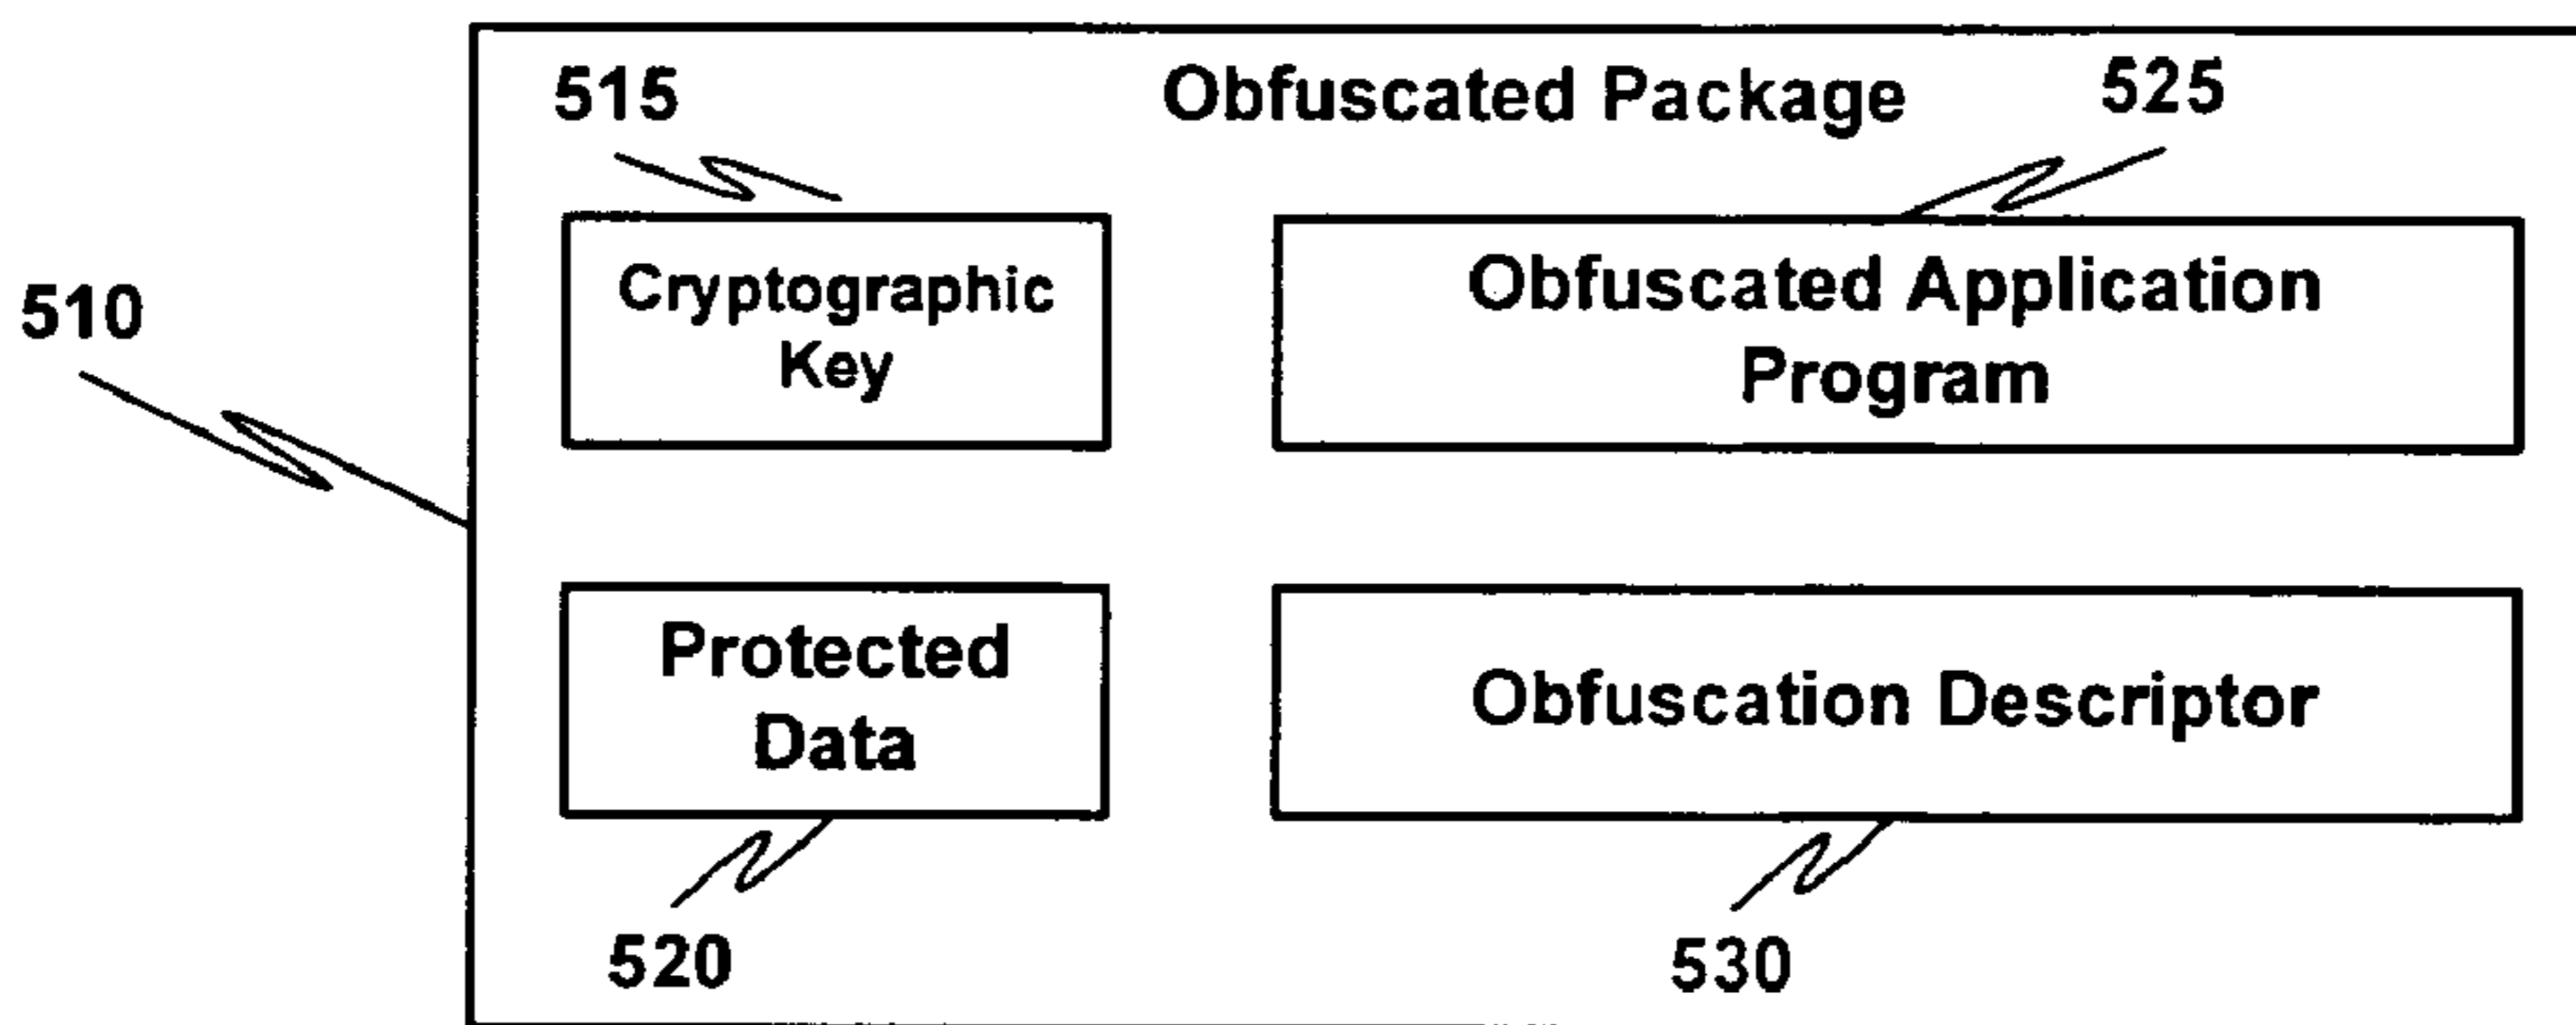 515
Obfuscated Package
525
510
Cryptographic
Key
Obfuscated Application
Program
Protected
Data
Obfuscation Descriptor
520
530